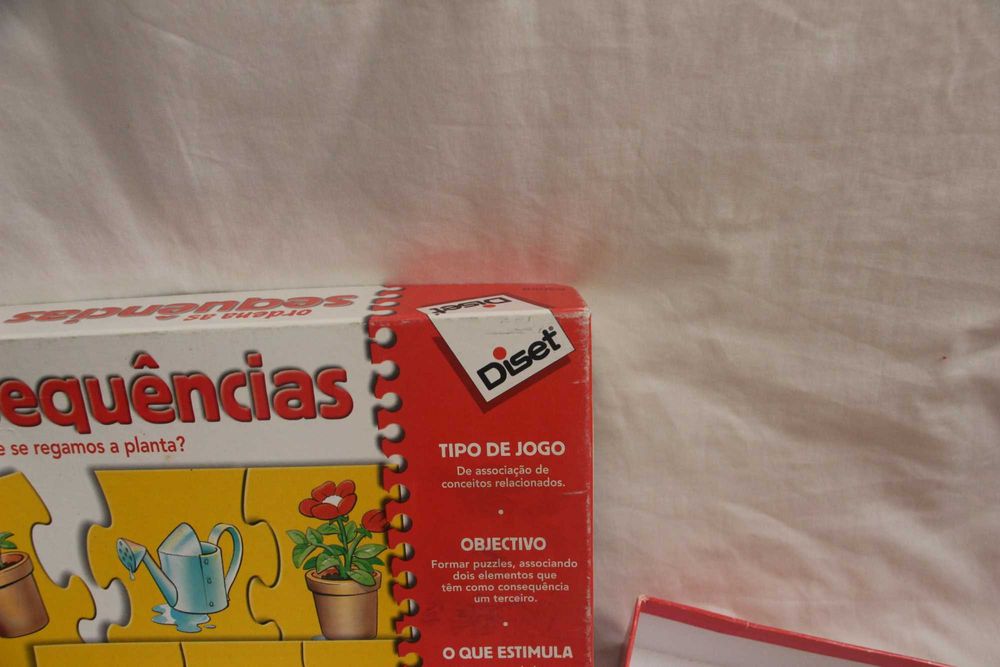 ordena as
sequências
Diset
Diset
equências
e se regamos a planta?
TIPO DE JOGO
De associação de
conceitos relacionados.
OBJECTIVO
Formar puzzles, associando
dois elementos que
têm como consequência
um terceiro.
O QUE ESTIMULA